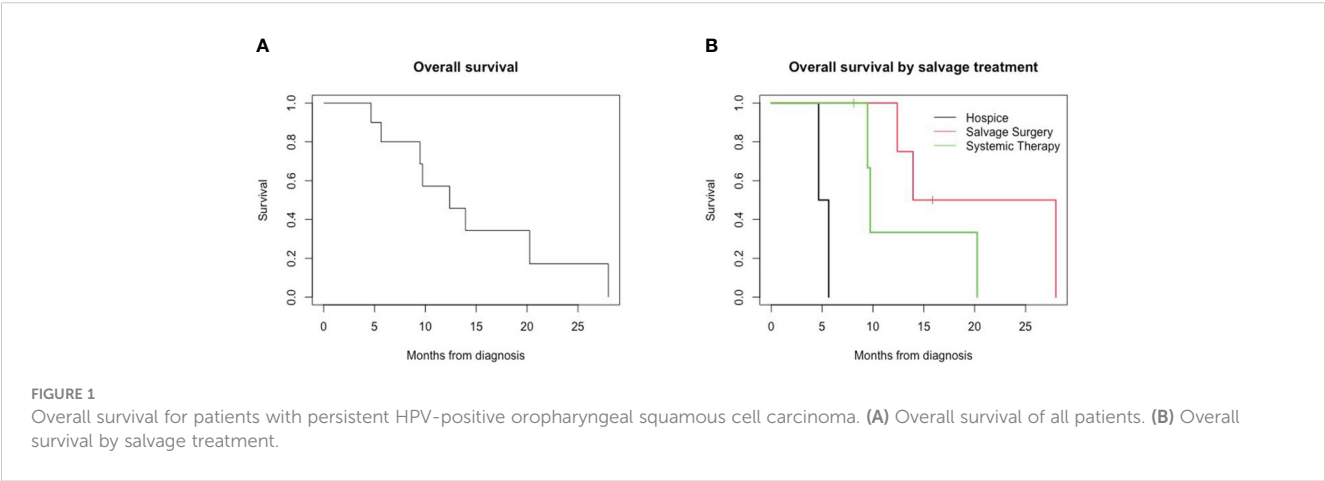 A
Overall survival
Survival
1.0
0.8
0.6
0.4
0.2
0.0
0 5 10 15 20 25
Months from diagnosis
B
Overall survival by salvage treatment
Survival
1.0
0.8
0.6
0.4
0.2
0.0
Hospice
Salvage Surgery
Systemic Therapy
0 5 10 15 20 25
Months from diagnosis
FIGURE 1
Overall survival for patients with persistent HPV-positive oropharyngeal squamous cell carcinoma. (A) Overall survival of all patients. (B) Overall
survival by salvage treatment.